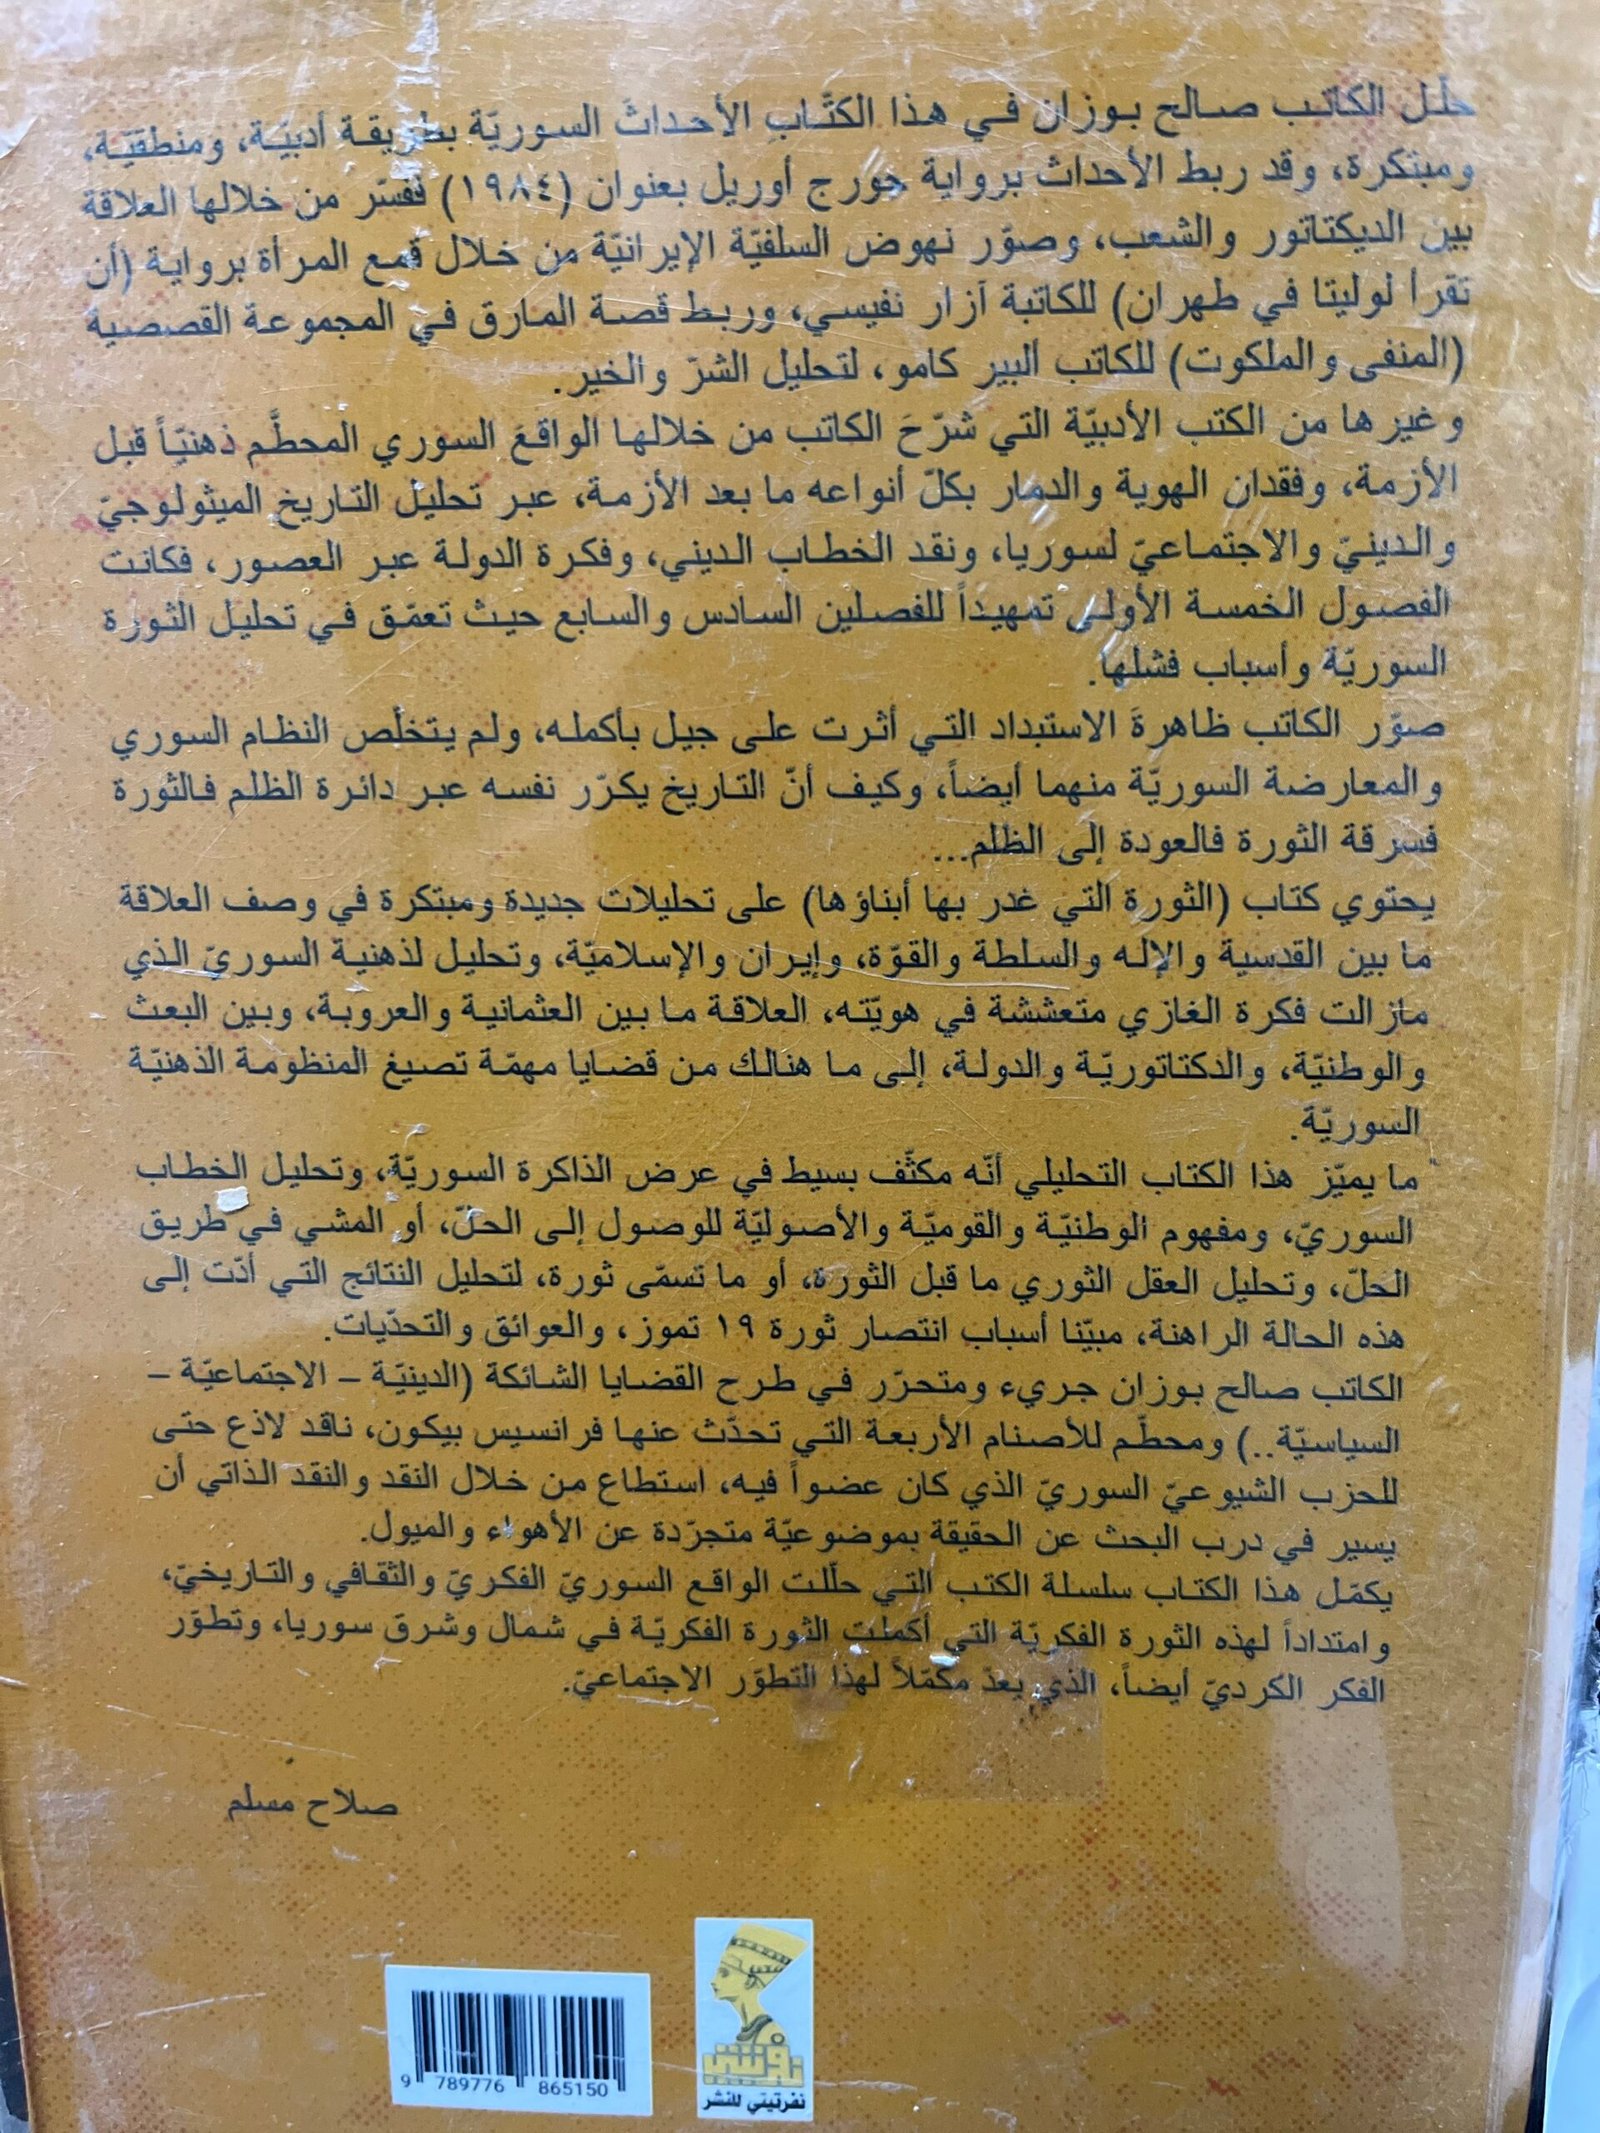 حلّل الكاتب صالح بوزان في هذا الكتَّابِ الأحداثَ السوريّة بطريقة أدبيّة، ومنطقيّة،
ومبتكرة، وقد ربط الأحداث برواية جورج أوريل بعنوان (١٩٨٤) نفسّر من خلالها العلاقة
بين الديكتاتور والشعب، وصوّر نهوض السلفيّة الإيرانيّة من خلال قمع المرأة برواية (أن
تقرأ لوليتا في طهران) للكاتبة آزار نفيسي، وربط قصة المارق في المجموعة القصصية
(المنفى والملكوت) للكاتب ألبير كامو، لتحليل الشرّ والخير.
وغيرها من الكتب الأدبيّة التي شرّحَ الكاتب من خلالها الواقعَ السوري المحطَّم ذهنيّاً قبل
الأزمة، وفقدان الهوية والدمار بكلّ أنواعه ما بعد الأزمة، عبر تحليل التاريخ الميثولوجيّ
والدينيّ والاجتماعيّ لسوريا، ونقد الخطاب الديني، وفكرة الدولة عبر العصور، فكانت
الفصول الخمسة الأولى تمهيداً للفصلين السادس والسابع حيث تعمّق في تحليل الثورة
السوريّة وأسباب فشلها.
صوّر الكاتب ظاهرةَ الاستبداد التي أثرت على جيل بأكمله، ولم يتخلّص النظام السوري
والمعارضة السوريّة منهما أيضاً، وكيف أنّ التاريخ يكرّر نفسه عبر دائرة الظلم فالثورة
فسرقة الثورة فالعودة إلى الظلم...
يحتوي كتاب (الثورة التي غدر بها أبناؤها) على تحليلات جديدة ومبتكرة في وصف العلاقة
ما بين القدسية والإله والسلطة والقوّة، وإيران والإسلاميّة، وتحليل لذهنية السوريّ الذي
مازالت فكرة الغازي متعششة في هويّته، العلاقة ما بين العثمانية والعروبة، وبين البعث
والوطنيّة، والدكتاتوريّة والدولة، إلى ما هنالك من قضايا مهمّة تصيغ المنظومة الذهنيّة
السوريّة.
ما يميّز هذا الكتاب التحليلي أنّه مكثّف بسيط في عرض الذاكرة السوريّة، وتحليل الخطاب
السوريّ، ومفهوم الوطنيّة والقوميّة والأصوليّة للوصول إلى الحلّ، أو المشي في طريق
الحلّ، وتحليل العقل الثوري ما قبل الثورة، أو ما تسمّى ثورة، لتحليل النتائج التي أدّت إلى
هذه الحالة الراهنة، مبيّنا أسباب انتصار ثورة ١٩ تموز، والعوائق والتحدّيات.
الكاتب صالح بوزان جريء ومتحرّر في طرح القضايا الشائكة (الدينيّة – الاجتماعيّة –
السياسيّة..) ومحطّم للأصنام الأربعة التي تحدّث عنها فرانسيس بيكون، ناقد لاذع حتى
للحزب الشيوعيّ السوريّ الذي كان عضواً فيه، استطاع من خلال النقد والنقد الذاتي أن
يسير في درب البحث عن الحقيقة بموضوعيّة متجرّدة عن الأهواء والميول.
يكمّل هذا الكتاب سلسلة الكتب التي حلّلت الواقع السوريّ الفكريّ والثقافي والتاريخيّ،
وامتداداً لهذه الثورة الفكريّة التي أكملت الثورة الفكريّة في شمال وشرق سوريا، وتطوّر
الفكر الكرديّ أيضاً، الذي يعدّ مكمّلاً لهذا التطوّر الاجتماعيّ.
صلاح مسلم
9 789776 865150
نفرتيتي للنشر